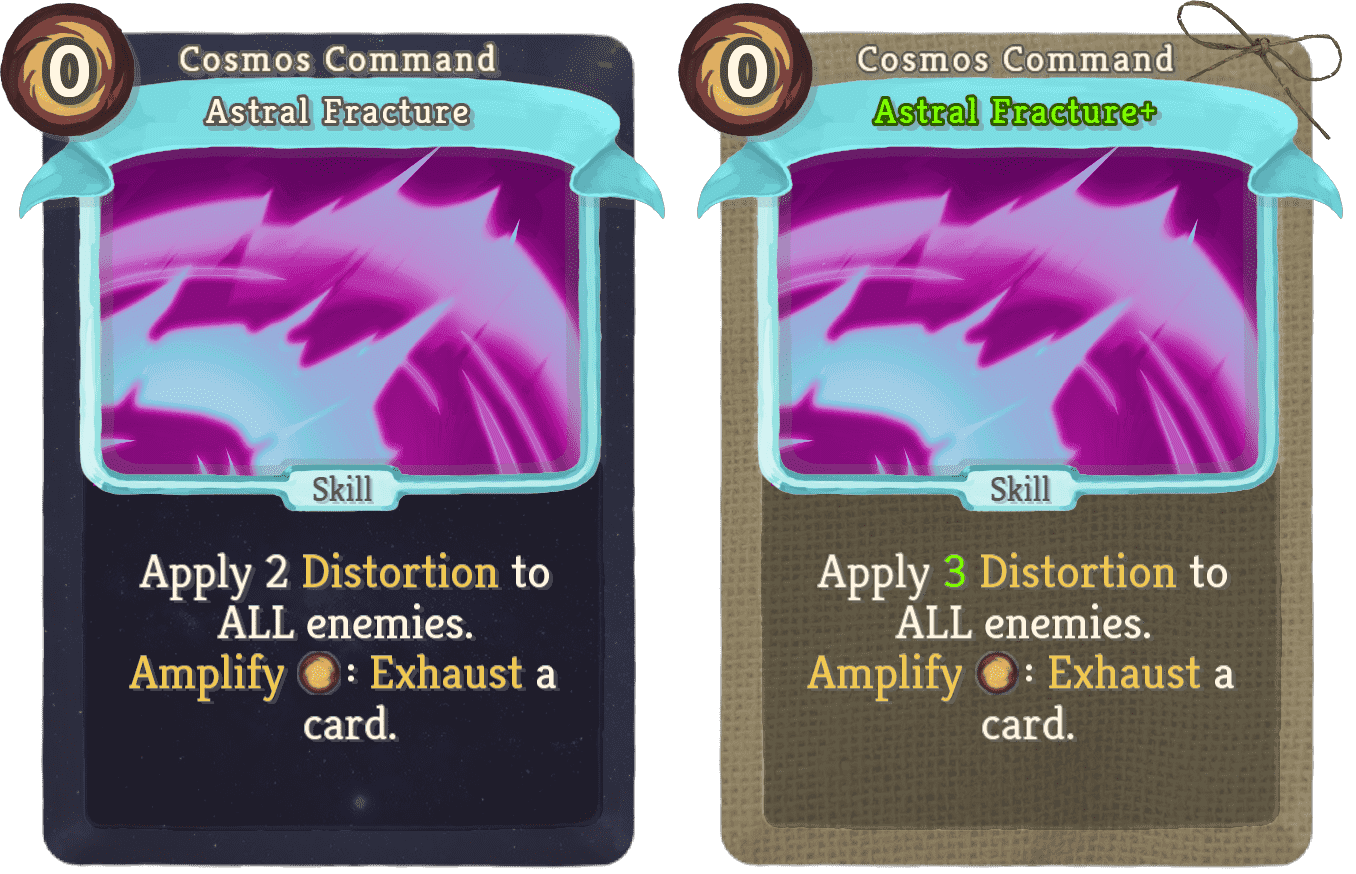 0
Cosmos Command
Astral Fracture
Skill
Apply 2 Distortion to
ALL enemies.
Amplify : Exhaust a
card.
0
Cosmos Command
Astral Fracture+
Skill
Apply 3 Distortion to
ALL enemies.
Amplify : Exhaust a
card.